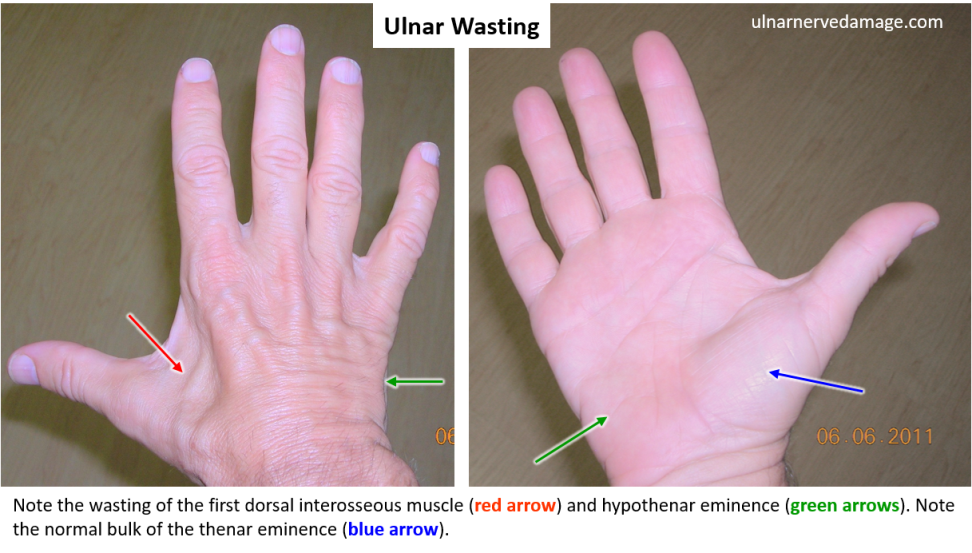 Ulnar Wasting
ulnarnervedamage.com
06
06·06·2011
Note the wasting of the first dorsal interosseous muscle (red arrow) and hypothenar eminence (green arrows). Note
the normal bulk of the thenar eminence (blue arrow).